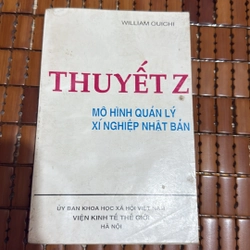 WILLIAM OUICHI
THUYẾT Z
MÔ HÌNH QUẢN LÝ
XÍ NGHIỆP NHẬT BẢN
ỦY BAN KHOA HỌC XÃ HỘI VIỆT NAM
VIỆN KINH TẾ THẾ GIỚI
HÀ NỘI